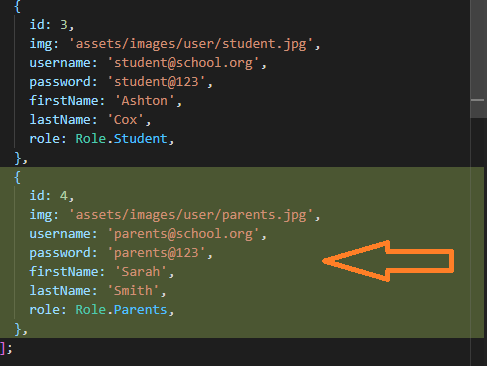 {
id: 3,
img: 'assets/images/user/student.jpg',
username: 'student@school.org',
password: 'student@123',
firstName: 'Ashton',
lastName: 'Cox',
role: Role.Student,
},
{
id: 4,
img: 'assets/images/user/parents.jpg',
username: 'parents@school.org',
password: 'parents@123',
firstName: 'Sarah',
lastName: 'Smith',
role: Role.Parents,
},
];